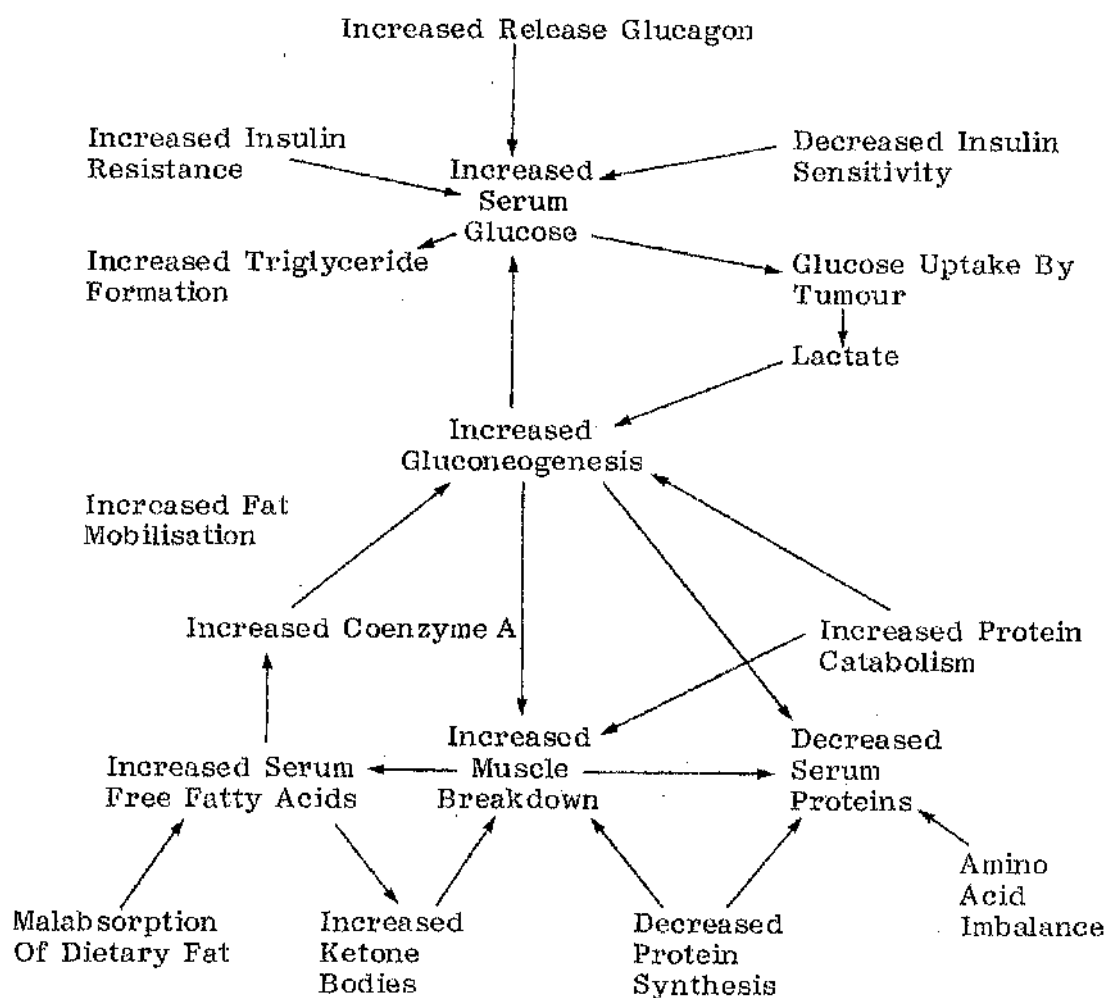 Increased Release Glucagon
Increased Insulin
Resistance
Increased
Serum
Glucose
Decreased Insulin
Sensitivity
Increased Triglyceride
Formation
Glucose Uptake By
Tumour
Lactate
Increased
Gluconeogenesis
Increased Fat
Mobilisation
Increased Coenzyme A
Increased Protein
Catabolism
Increased Serum
Free Fatty Acids
Increased
Muscle
Breakdown
Decreased
Serum
Proteins
Malabsorption
Of Dietary Fat
Increased
Ketone
Bodies
Decreased
Protein
Synthesis
Amino
Acid
Imbalance